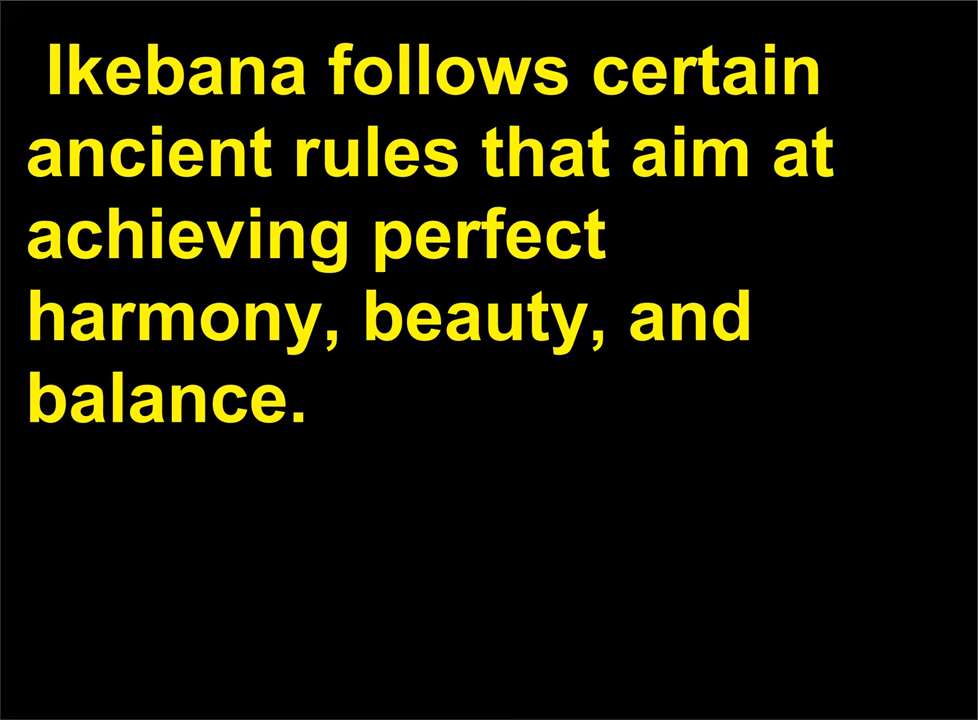 Ikebana follows certain
ancient rules that aim at
achieving perfect
harmony, beauty, and
balance.